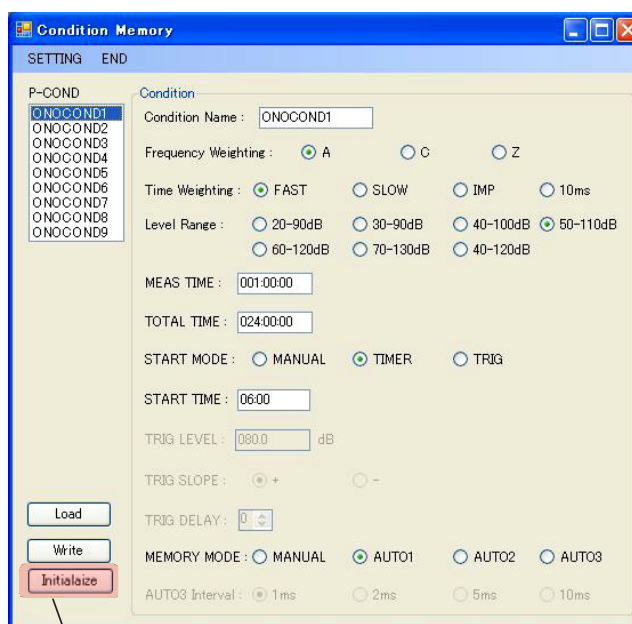 Condition Memory
SETTING END
P-COND
ONOCOND1
ONOCOND2
ONOCOND3
ONOCOND4
ONOCOND5
ONOCOND6
ONOCOND7
ONOCOND8
ONOCOND9
Load
Write
Initialaize
Condition
Condition Name : ONOCOND1
Frequency Weighting : A C Z
Time Weighting : FAST SLOW IMP 10ms
Level Range : 20-90dB 30-90dB 40-100dB 50-110dB
60-120dB 70-130dB 40-120dB
MEAS TIME : 001:00:00
TOTAL TIME : 024:00:00
START MODE : MANUAL TIMER TRIG
START TIME : 06:00
TRIG LEVEL : 080.0 dB
TRIG SLOPE : + -
TRIG DELAY : 0
MEMORY MODE : MANUAL AUTO1 AUTO2 AUTO3
AUTO3 Interval : 1ms 2ms 5ms 10ms